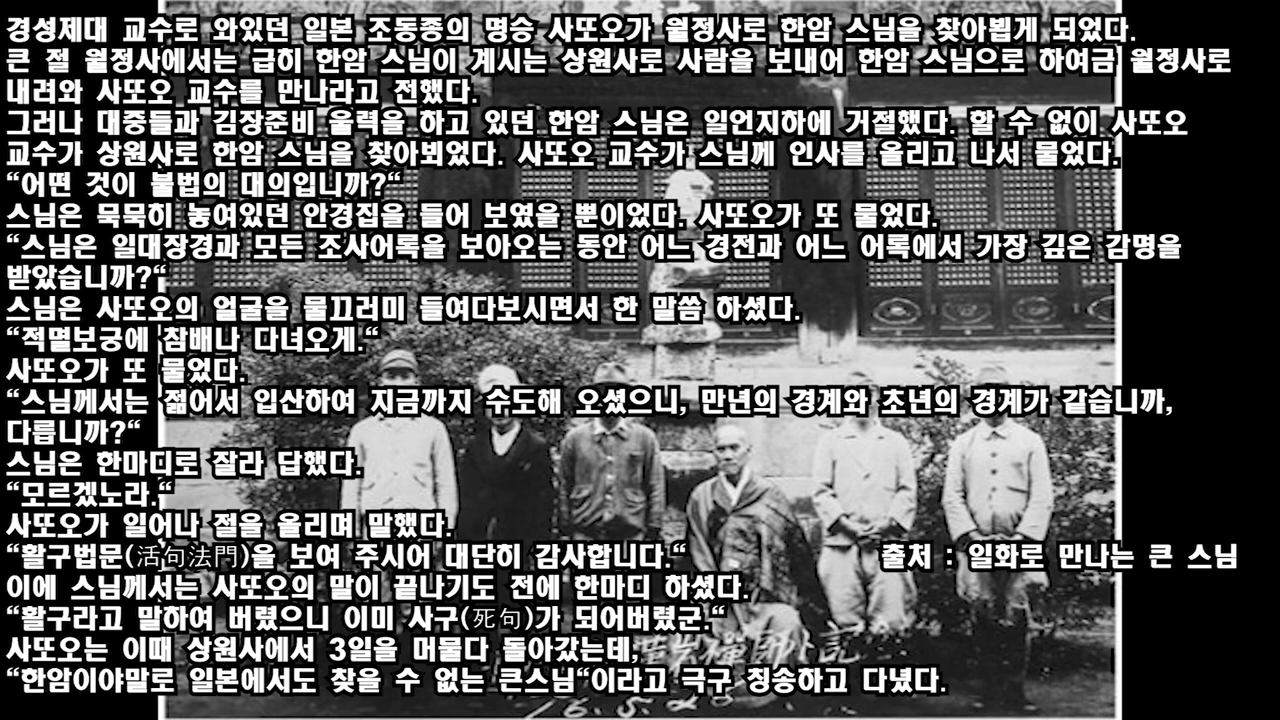 경성제대 교수로 와있던 일본 조동종의 명승 사또오가 월정사로 한암 스님을 찾아뵙게 되었다.
큰 절 월정사에서는 급히 한암 스님이 계시는 상원사로 사람을 보내어 한암 스님으로 하여금 월정사로
내려와 사또오 교수를 만나라고 전했다.
그러나 대중들과 김장준비 울력을 하고 있던 한암 스님은 일언지하에 거절했다. 할 수 없이 사또오
교수가 상원사로 한암 스님을 찾아뵈었다. 사또오 교수가 스님께 인사를 올리고 나서 물었다.
“어떤 것이 불법의 대의입니까?“
스님은 묵묵히 놓여있던 안경집을 들어 보였을 뿐이었다. 사또오가 또 물었다.
“스님은 일대장경과 모든 조사어록을 보아오는 동안 어느 경전과 어느 어록에서 가장 깊은 감명을
받았습니까?“
스님은 사또오의 얼굴을 물끄러미 들여다보시면서 한 말씀 하셨다.
“적멸보궁에 참배나 다녀오게.“
사또오가 또 물었다.
“스님께서는 젊어서 입산하여 지금까지 수도해 오셨으니, 만년의 경계와 초년의 경계가 같습니까,
다릅니까?“
스님은 한마디로 잘라 답했다.
“모르겠노라.“
사또오가 일어나 절을 올리며 말했다.
“활구법문(活句法門)을 보여 주시어 대단히 감사합니다.“ 출처 : 일화로 만나는 큰 스님
이에 스님께서는 사또오의 말이 끝나기도 전에 한마디 하셨다.
“활구라고 말하여 버렸으니 이미 사구(死句)가 되어버렸군.“
사또오는 이때 상원사에서 3일을 머물다 돌아갔는데,
“한암이야말로 일본에서도 찾을 수 없는 큰스님“이라고 극구 칭송하고 다녔다.